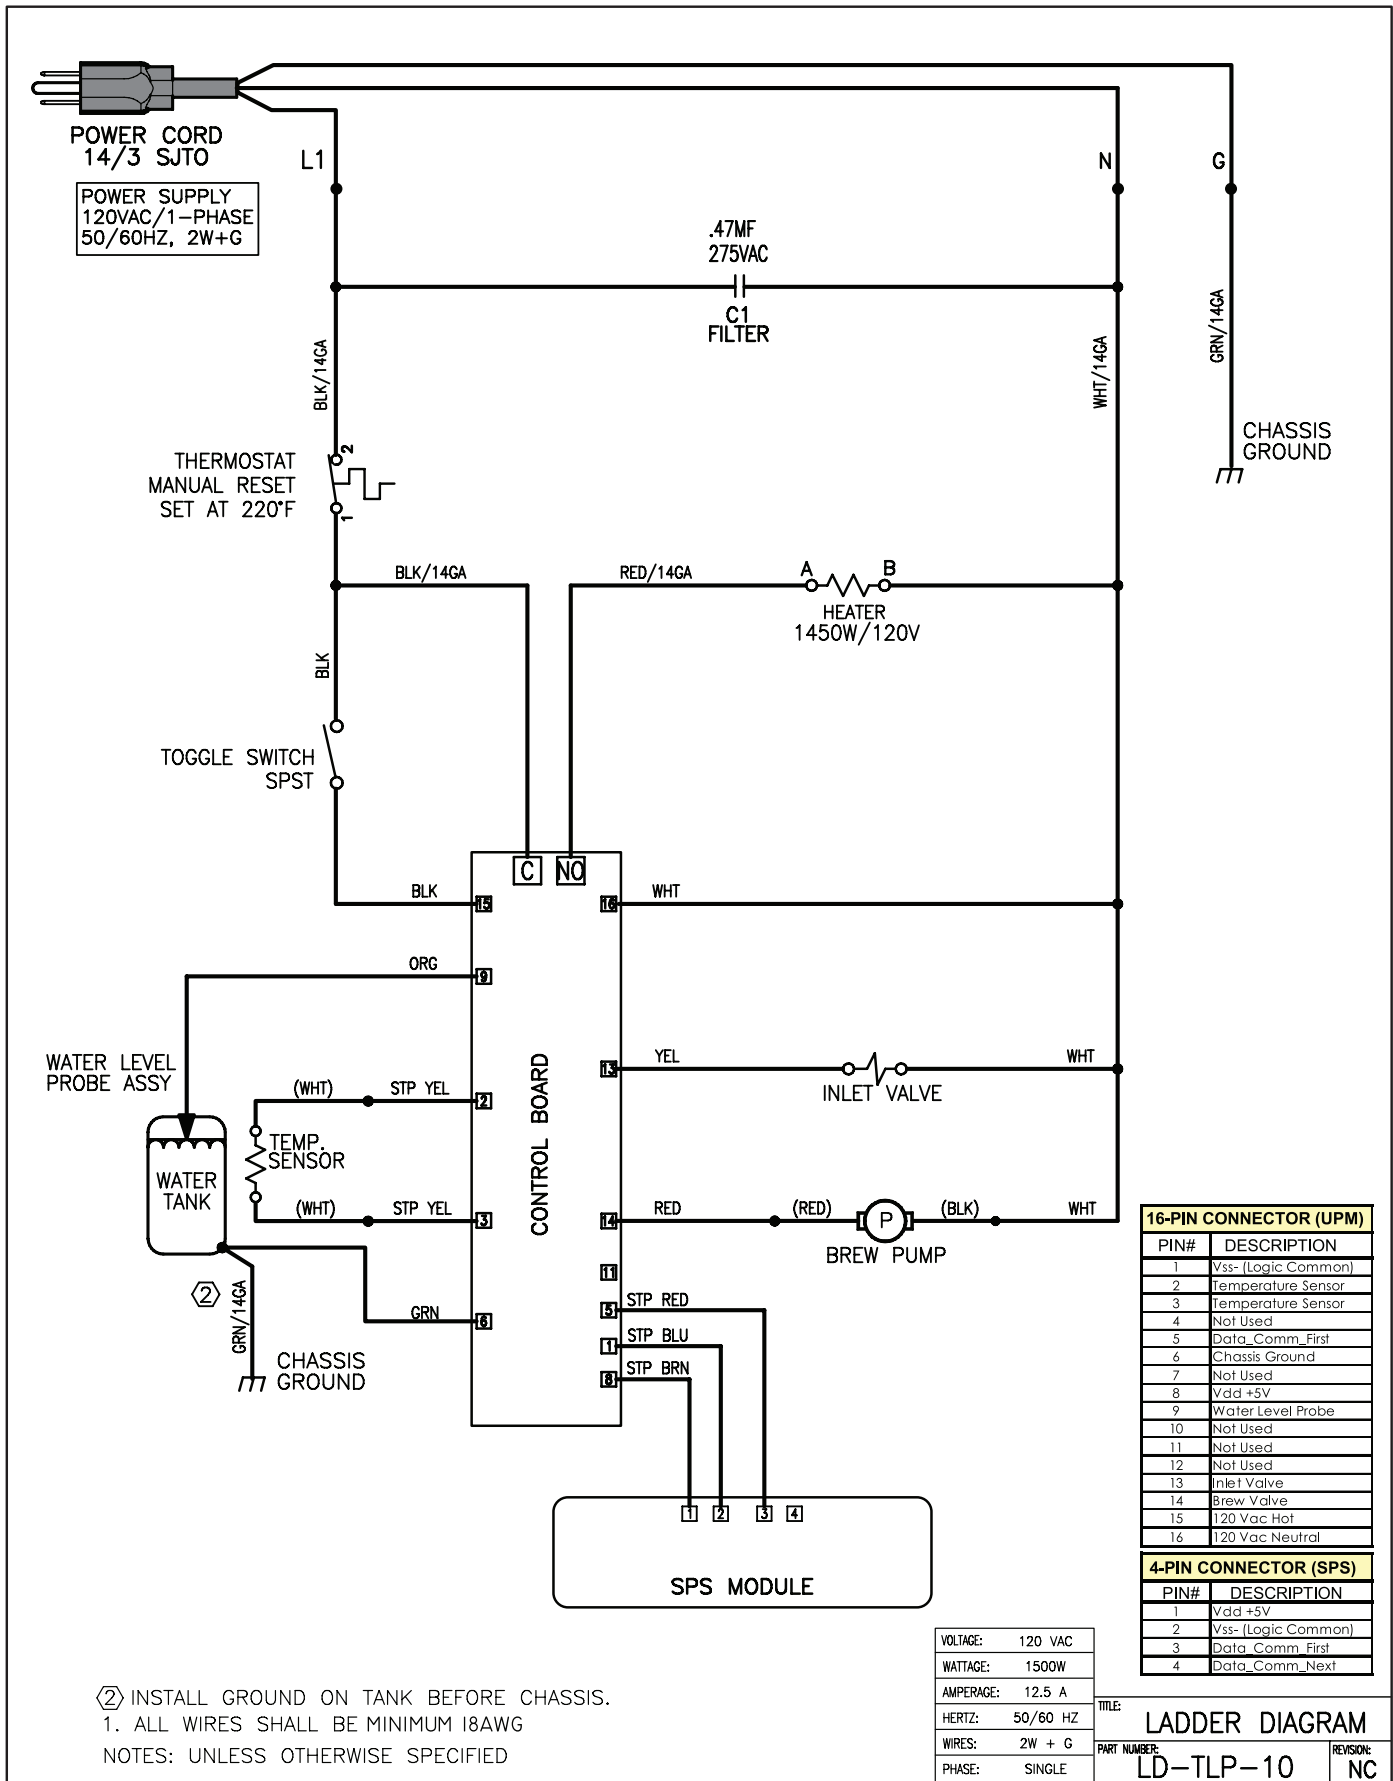 POWER CORD
14/3 SJTO
POWER SUPPLY
120VAC/1-PHASE
50/60HZ, 2W+G
L1
N
G
.47MF
275VAC
C1
FILTER
BLK/14GA
WHT/14GA
GRN/14GA
CHASSIS
GROUND
THERMOSTAT
MANUAL RESET
SET AT 220°F
2
1
BLK/14GA
RED/14GA
A
B
HEATER
1450W/120V
BLK
TOGGLE SWITCH
SPST
C
NO
BLK
15
16
WHT
ORG
9
WATER LEVEL
PROBE ASSY
CONTROL BOARD
13
YEL
WHT
INLET VALVE
(WHT)
STP YEL
2
TEMP.
SENSOR
WATER
TANK
(WHT)
STP YEL
3
14
RED
(RED)
P
(BLK)
WHT
BREW PUMP
11
2
GRN/14GA
GRN
6
CHASSIS
GROUND
5
STP RED
1
STP BLU
8
STP BRN
1
2
3
4
SPS MODULE
16-PIN CONNECTOR (UPM)
PIN# DESCRIPTION
1 Vss- (Logic Common)
2 Temperature Sensor
3 Temperature Sensor
4 Not Used
5 Data_Comm_First
6 Chassis Ground
7 Not Used
8 Vdd +5V
9 Water Level Probe
10 Not Used
11 Not Used
12 Not Used
13 Inlet Valve
14 Brew Valve
15 120 Vac Hot
16 120 Vac Neutral
4-PIN CONNECTOR (SPS)
PIN# DESCRIPTION
1 Vdd +5V
2 Vss- (Logic Common)
3 Data_Comm_First
4 Data_Comm_Next
VOLTAGE: 120 VAC
WATTAGE: 1500W
AMPERAGE: 12.5 A
HERTZ: 50/60 HZ
WIRES: 2W + G
PHASE: SINGLE
TITLE:
LADDER DIAGRAM
PART NUMBER:
LD-TLP-10
REVISION:
NC
2 INSTALL GROUND ON TANK BEFORE CHASSIS.
1. ALL WIRES SHALL BE MINIMUM 18AWG
NOTES: UNLESS OTHERWISE SPECIFIED